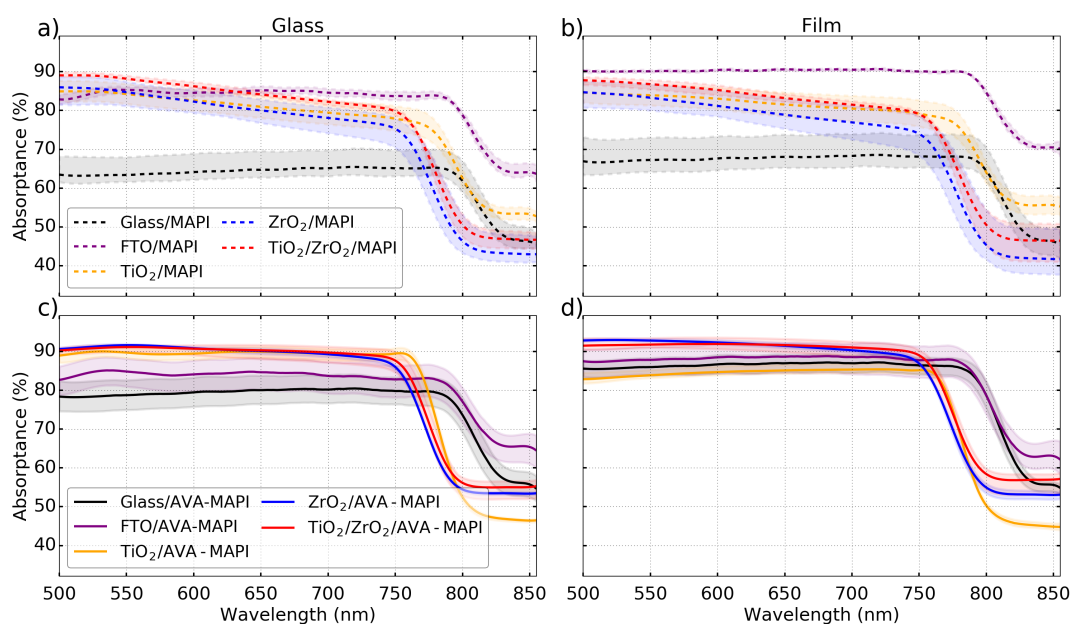 a)
Glass
b)
Film
90
80
70
60
50
40
Absorptance (%)
Glass/MAPI
FTO/MAPI
TiO₂/MAPI
ZrO₂/MAPI
TiO₂/ZrO₂/MAPI
c)
d)
90
80
70
60
50
40
Absorptance (%)
Glass/AVA-MAPI
FTO/AVA-MAPI
TiO₂/AVA - MAPI
ZrO₂/AVA - MAPI
TiO₂/ZrO₂/AVA - MAPI
500 550 600 650 700 750 800 850
Wavelength (nm)
500 550 600 650 700 750 800 850
Wavelength (nm)